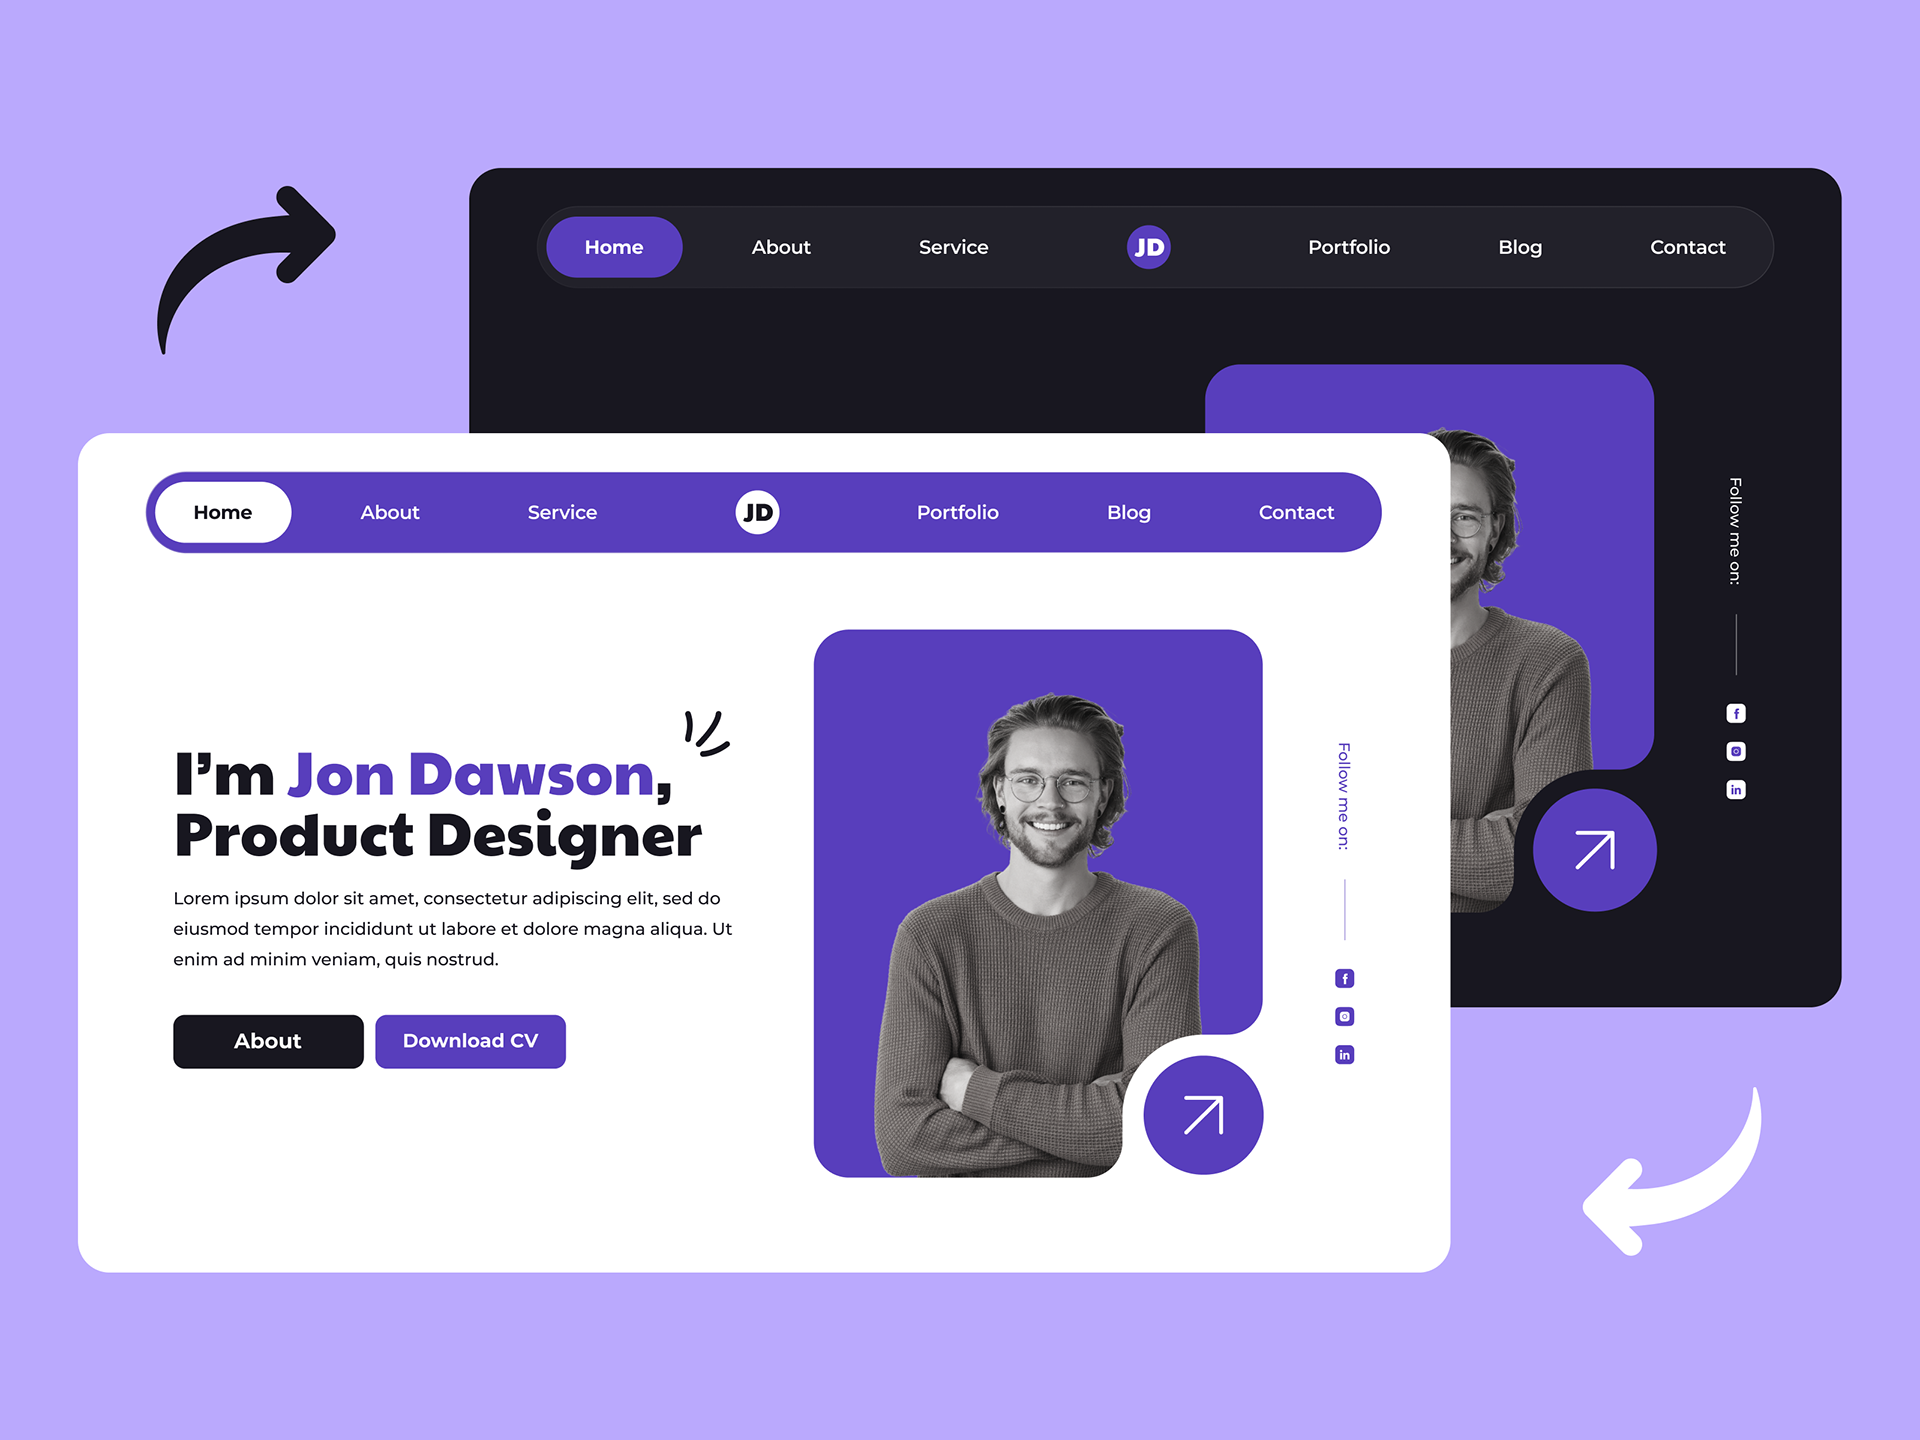 Home
About
Service
JD
Portfolio
Blog
Contact
Follow me on:
f
in
Home
About
Service
JD
Portfolio
Blog
Contact
I'm Jon Dawson,
Product Designer
Lorem ipsum dolor sit amet, consectetur adipiscing elit, sed do
eiusmod tempor incididunt ut labore et dolore magna aliqua. Ut
enim ad minim veniam, quis nostrud.
About
Download CV
Follow me on:
f
in